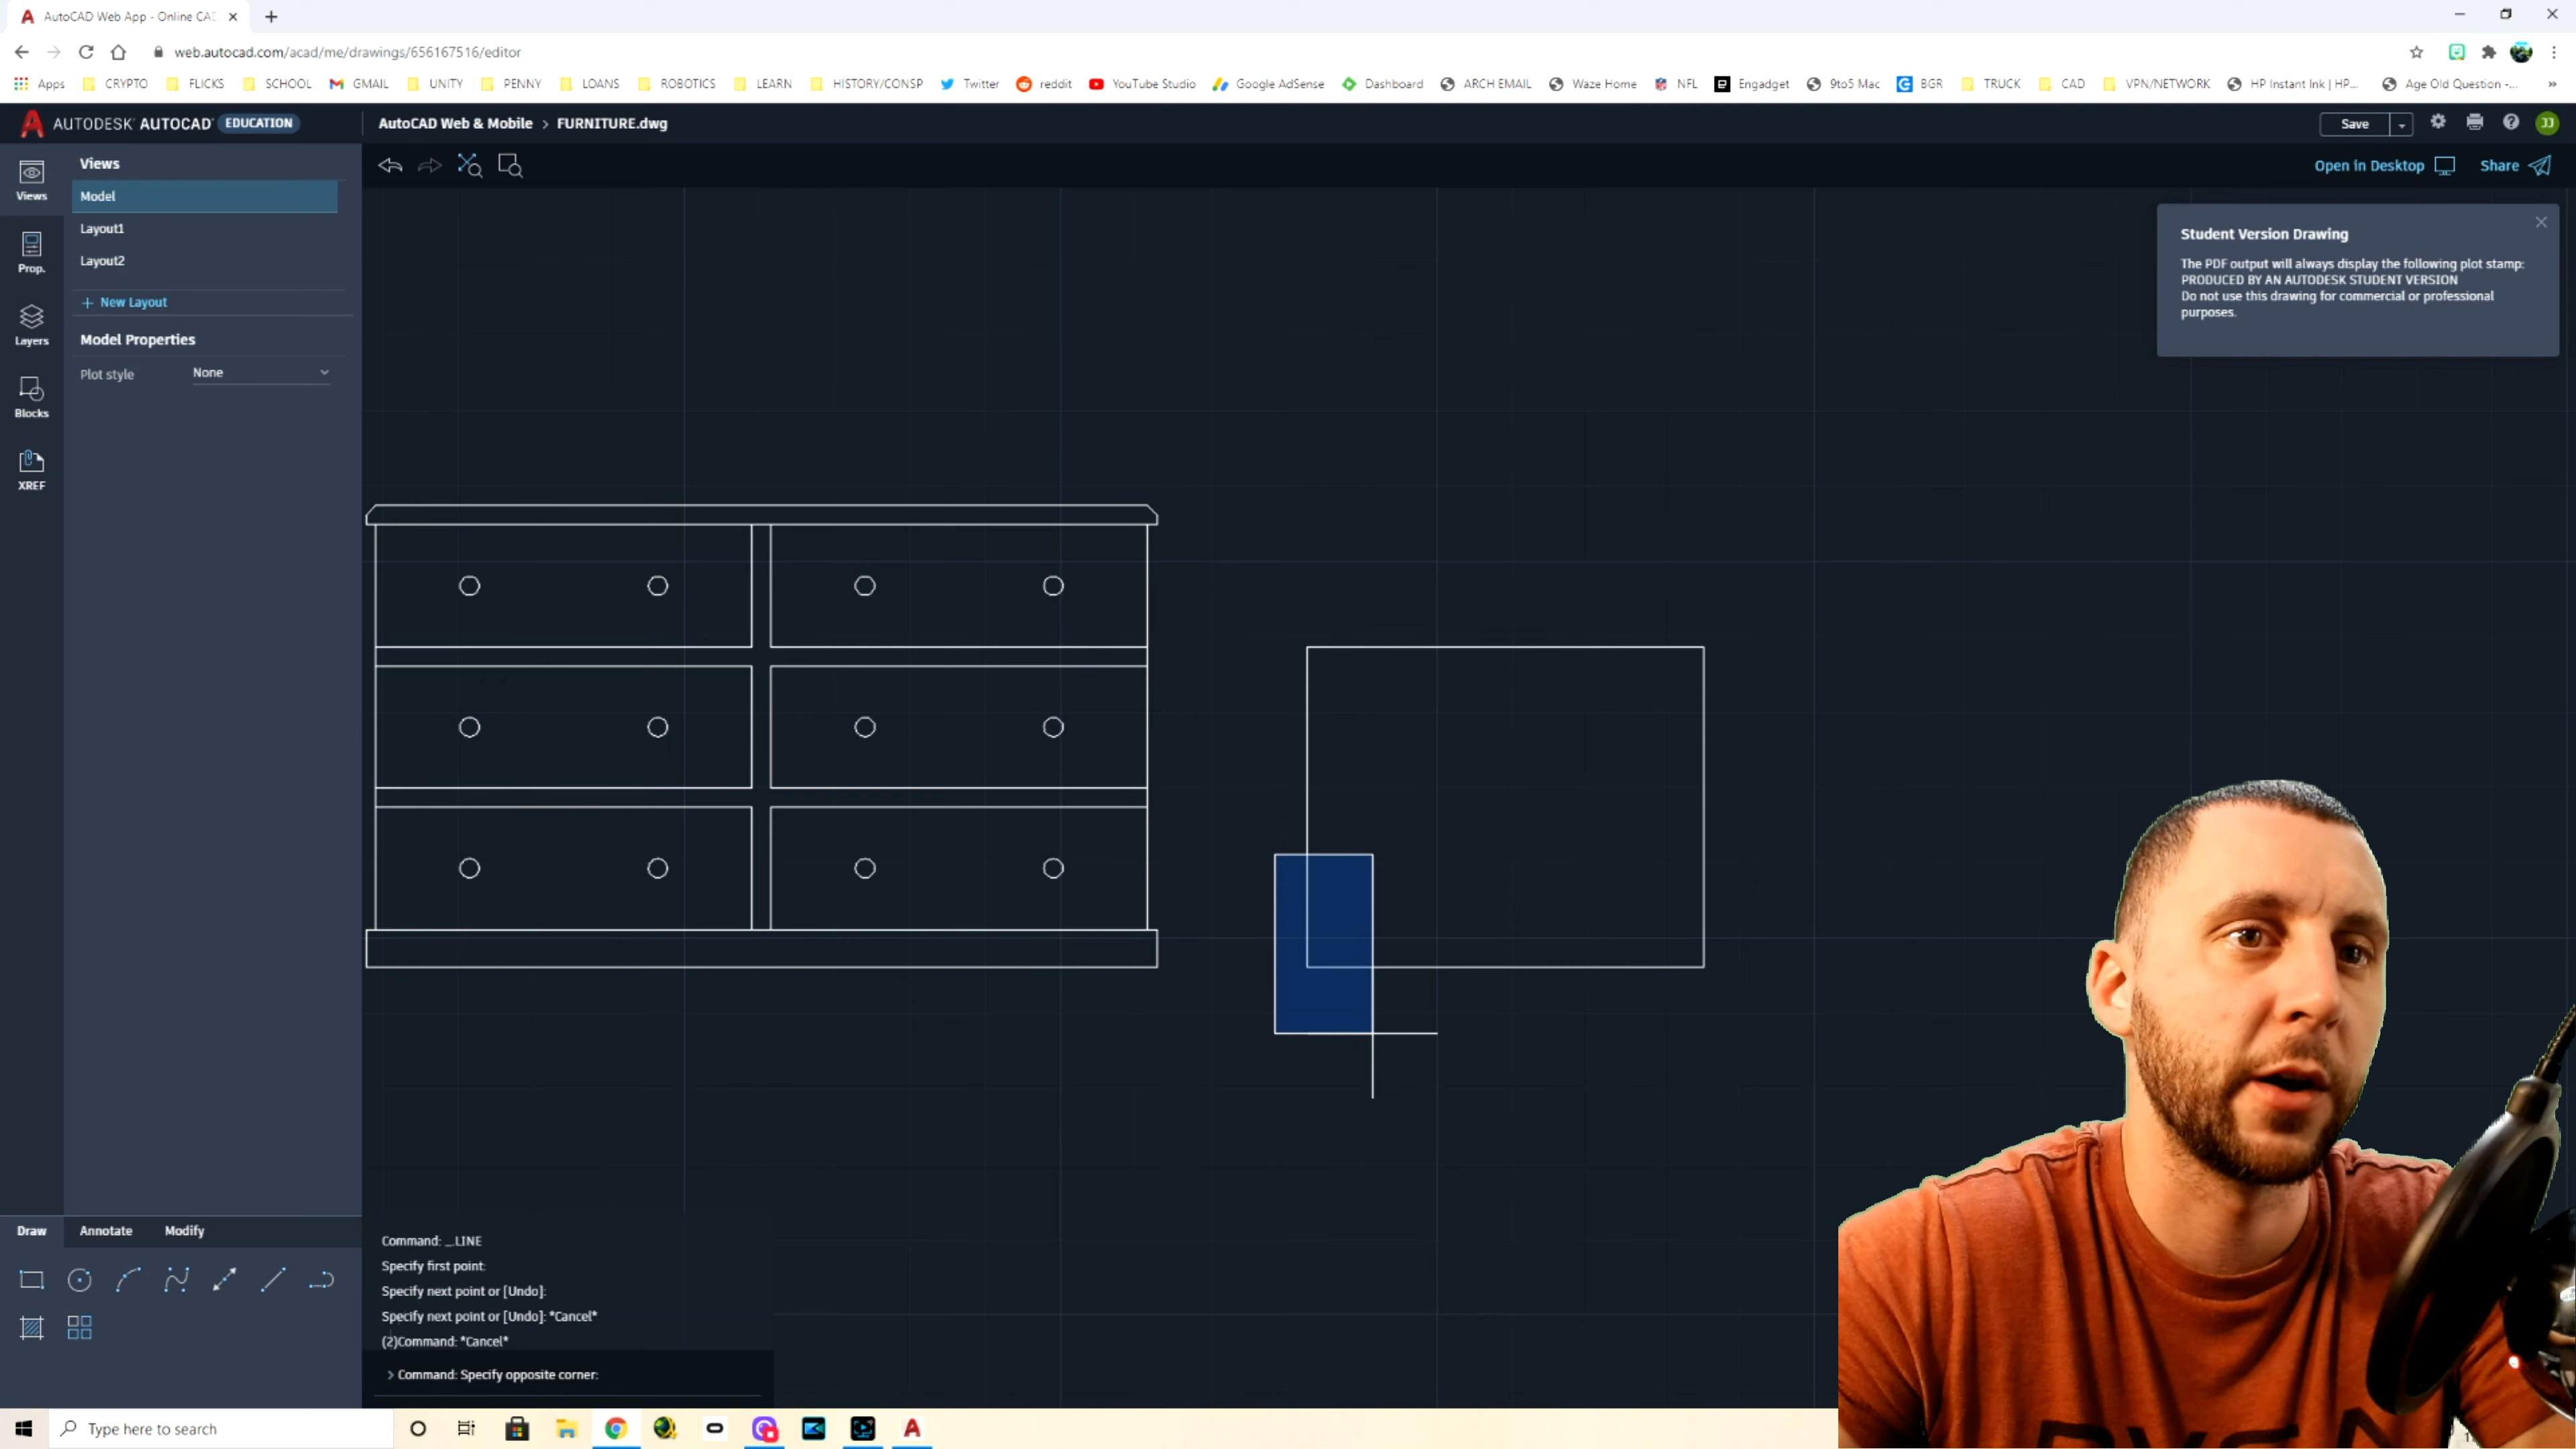 AutoCAD Web App - Online CA
web.autocad.com/acad/me/drawings/656167516/editor
Apps CRYPTO FLICKS SCHOOL GMAIL UNITY PENNY LOANS ROBOTICS LEARN HISTORY/CONSP Twitter reddit YouTube Studio Google AdSense Dashboard ARCH EMAIL Waze Home NFL Engadget 9to5 Mac BGR TRUCK CAD VPN/NETWORK HP Instant Ink | HP... Age Old Question -... »
AUTODESK® AUTOCAD® EDUCATION
AutoCAD Web & Mobile > FURNITURE.dwg
Save
JJ
Open in Desktop
Share
Views
Prop.
Layers
Blocks
XREF
Views
Model
Layout1
Layout2
+ New Layout
Model Properties
Plot style None
Student Version Drawing
The PDF output will always display the following plot stamp:
PRODUCED BY AN AUTODESK STUDENT VERSION
Do not use this drawing for commercial or professional
purposes.
Draw Annotate Modify
Command: _.LINE
Specify first point:
Specify next point or [Undo]:
Specify next point or [Undo]: *Cancel*
(2)Command: *Cancel*
> Command: Specify opposite corner:
Type here to search